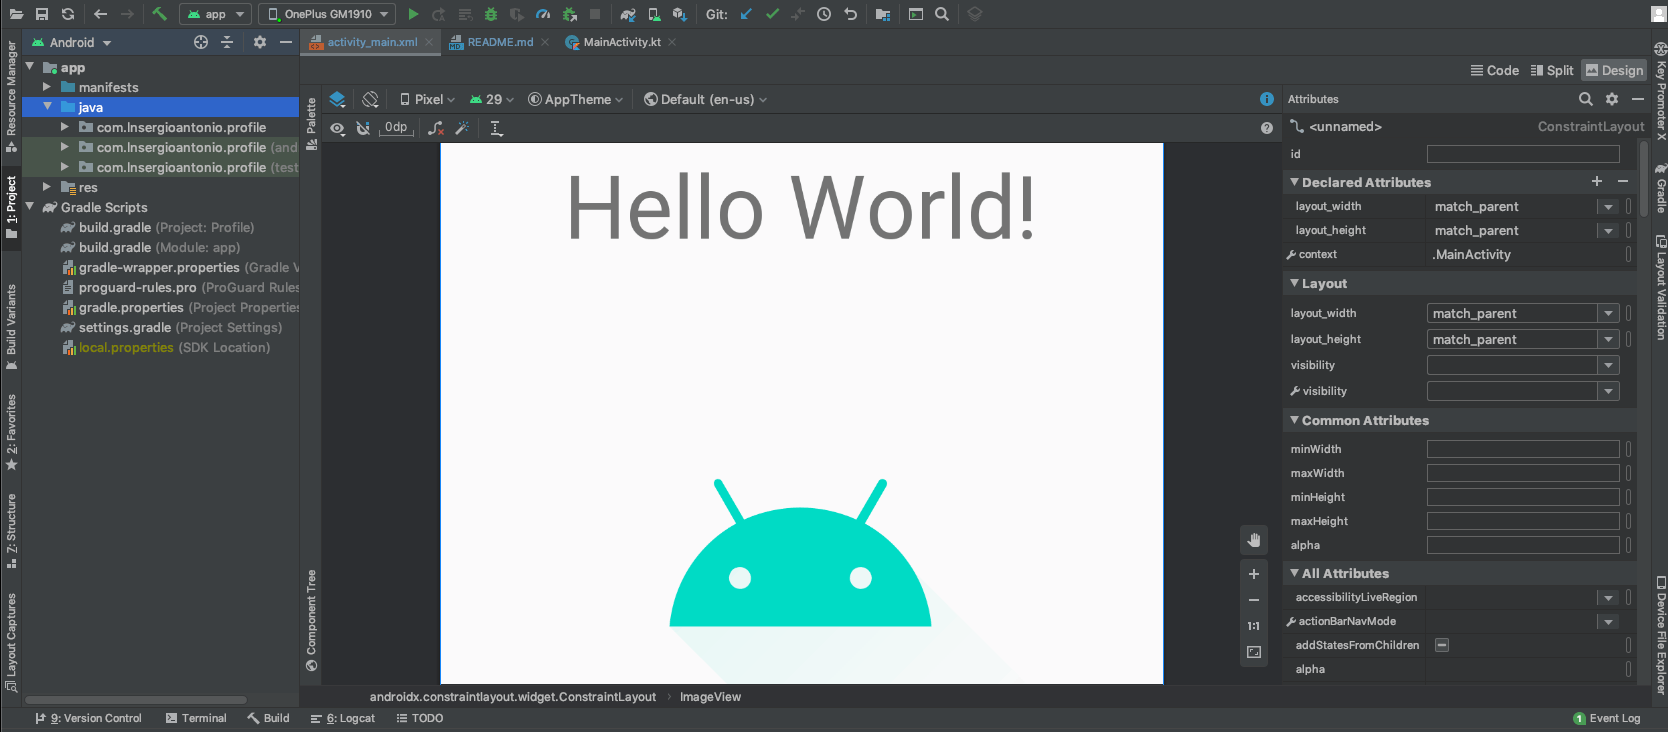 app
OnePlus GM1910
Git:
Android
activity_main.xml
README.md
MainActivity.kt
Code
Split
Design
Resource Manager
1: Project
Build Variants
2: Favorites
Z: Structure
Layout Captures
app
manifests
java
com.lnsergioantonio.profile
com.lnsergioantonio.profile (and
com.lnsergioantonio.profile (test
res
Gradle Scripts
build.gradle (Project: Profile)
build.gradle (Module: app)
gradle-wrapper.properties (Gradle V
proguard-rules.pro (ProGuard Rules
gradle.properties (Project Properties
settings.gradle (Project Settings)
local.properties (SDK Location)
Palette
Component Tree
Pixel
29
AppTheme
Default (en-us)
0dp
Hello World!
1:1
Attributes
<unnamed>
ConstraintLayout
id
Declared Attributes
layout_width match_parent
layout_height match_parent
context .MainActivity
Layout
layout_width match_parent
layout_height match_parent
visibility
visibility
Common Attributes
minWidth
maxWidth
minHeight
maxHeight
alpha
All Attributes
accessibilityLiveRegion
actionBarNavMode
addStatesFromChildren
alpha
Key Promoter X
Gradle
Layout Validation
Device File Explorer
androidx.constraintlayout.widget.ConstraintLayout
ImageView
9: Version Control
Terminal
Build
6: Logcat
TODO
1 Event Log